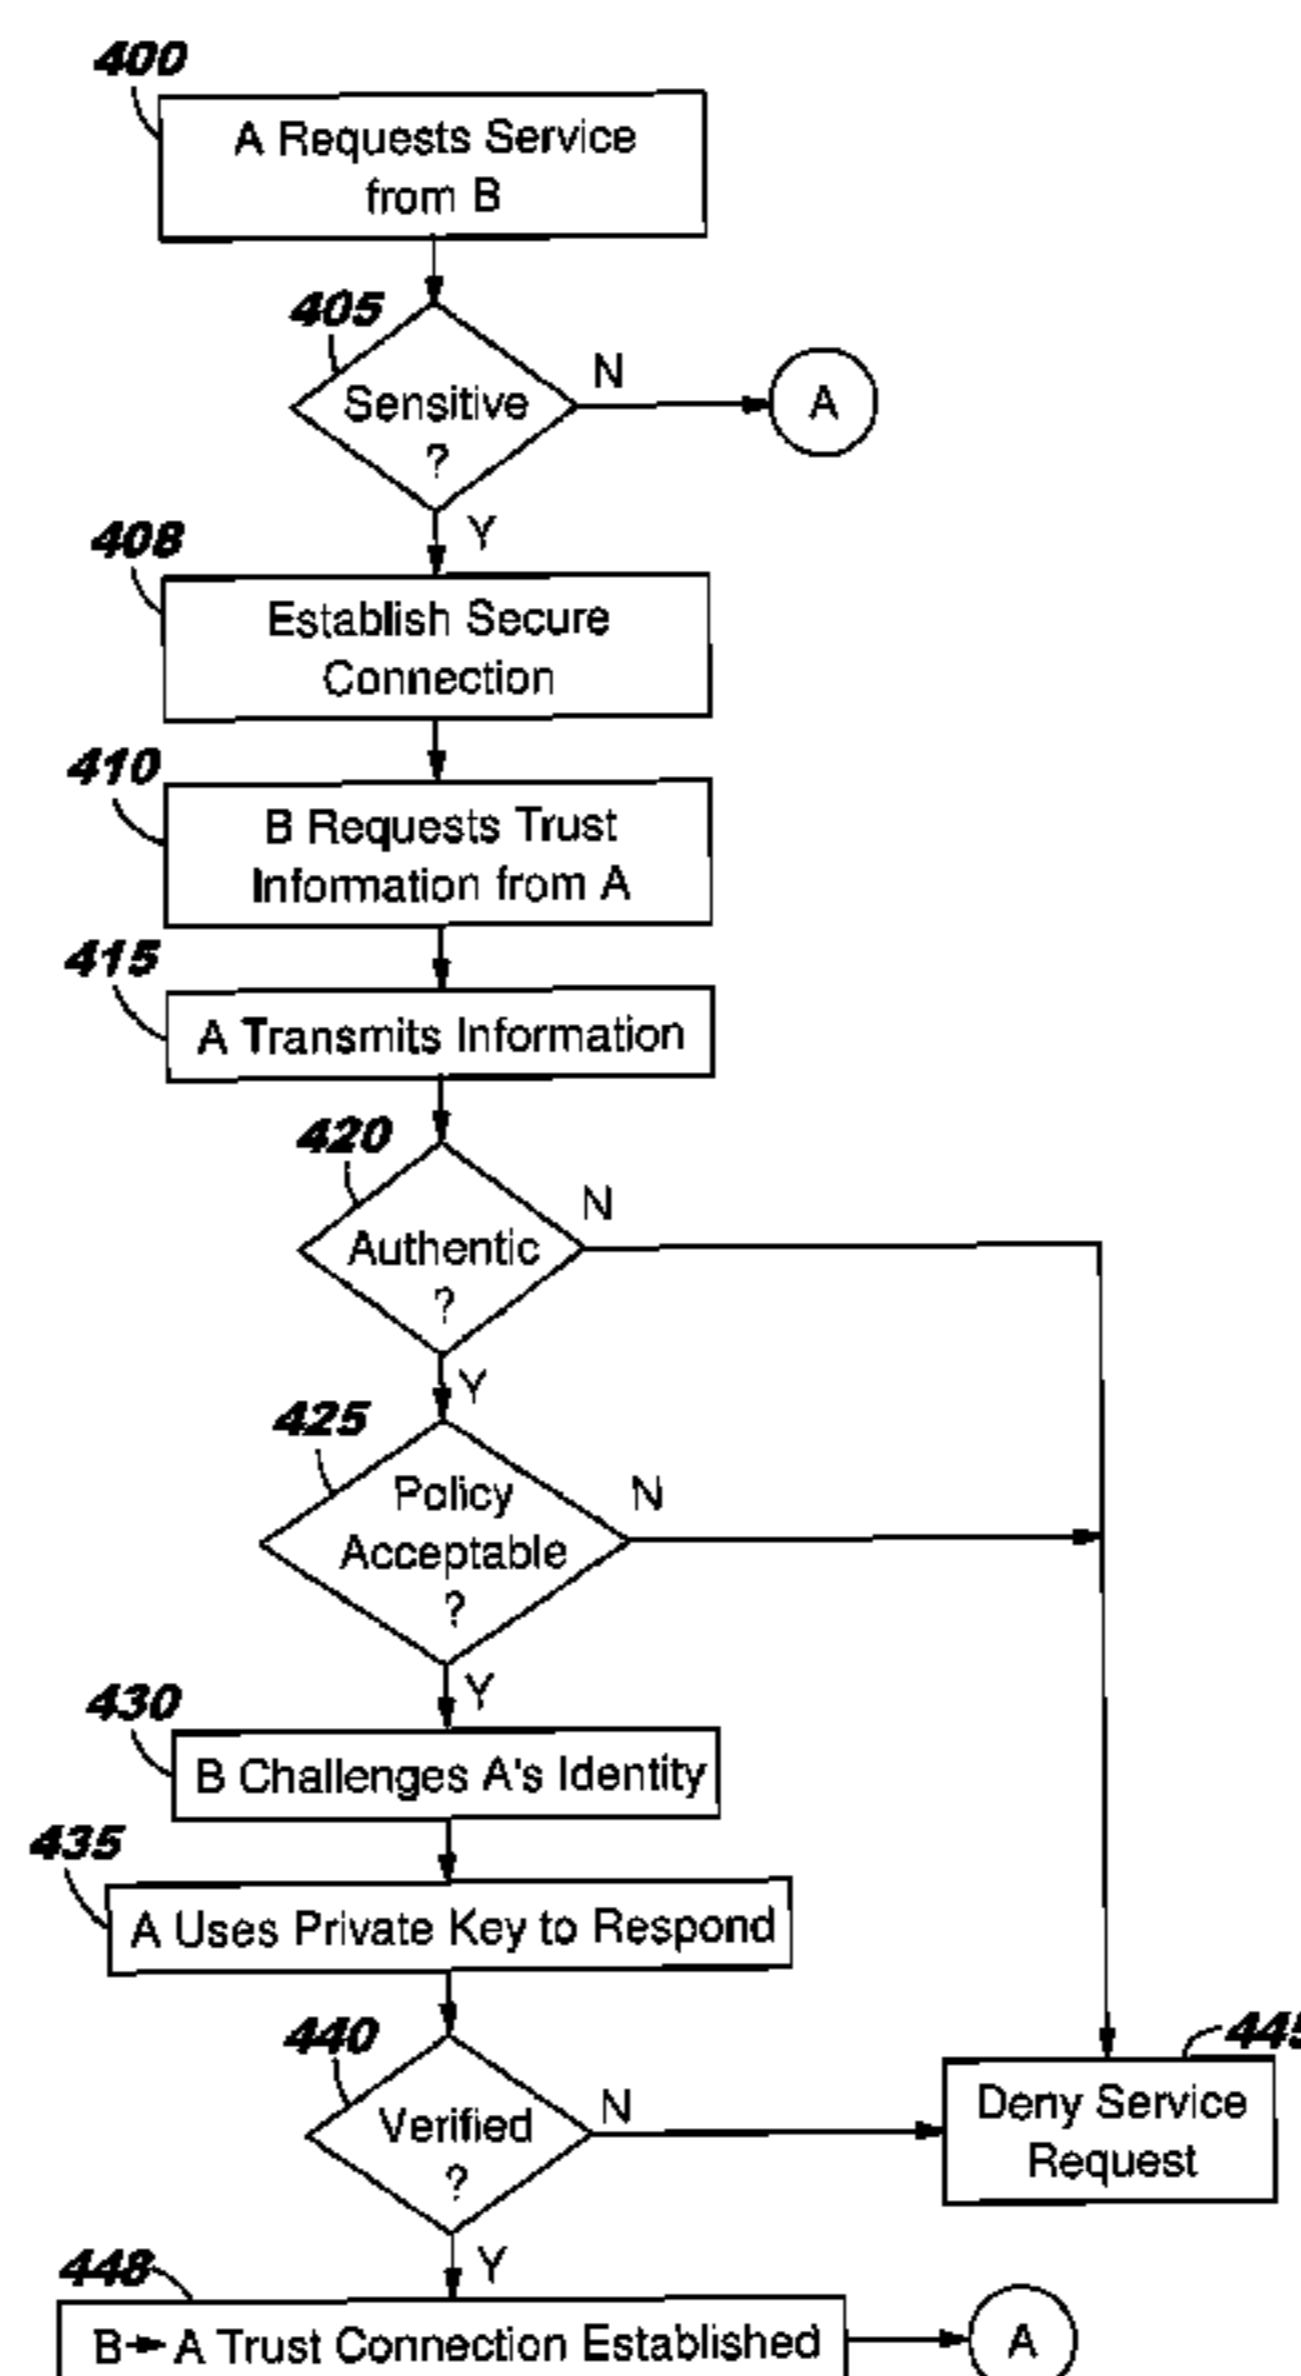 400
A Requests Service
from B
405
Sensitive
?
N
A
Y
408
Establish Secure
Connection
410
B Requests Trust
Information from A
415
A Transmits Information
420
Authentic
?
N
Y
425
Policy
Acceptable
?
N
Y
430
B Challenges A's Identity
435
A Uses Private Key to Respond
440
Verified
?
N
445
Deny Service
Request
Y
448
B→A Trust Connection Established
A